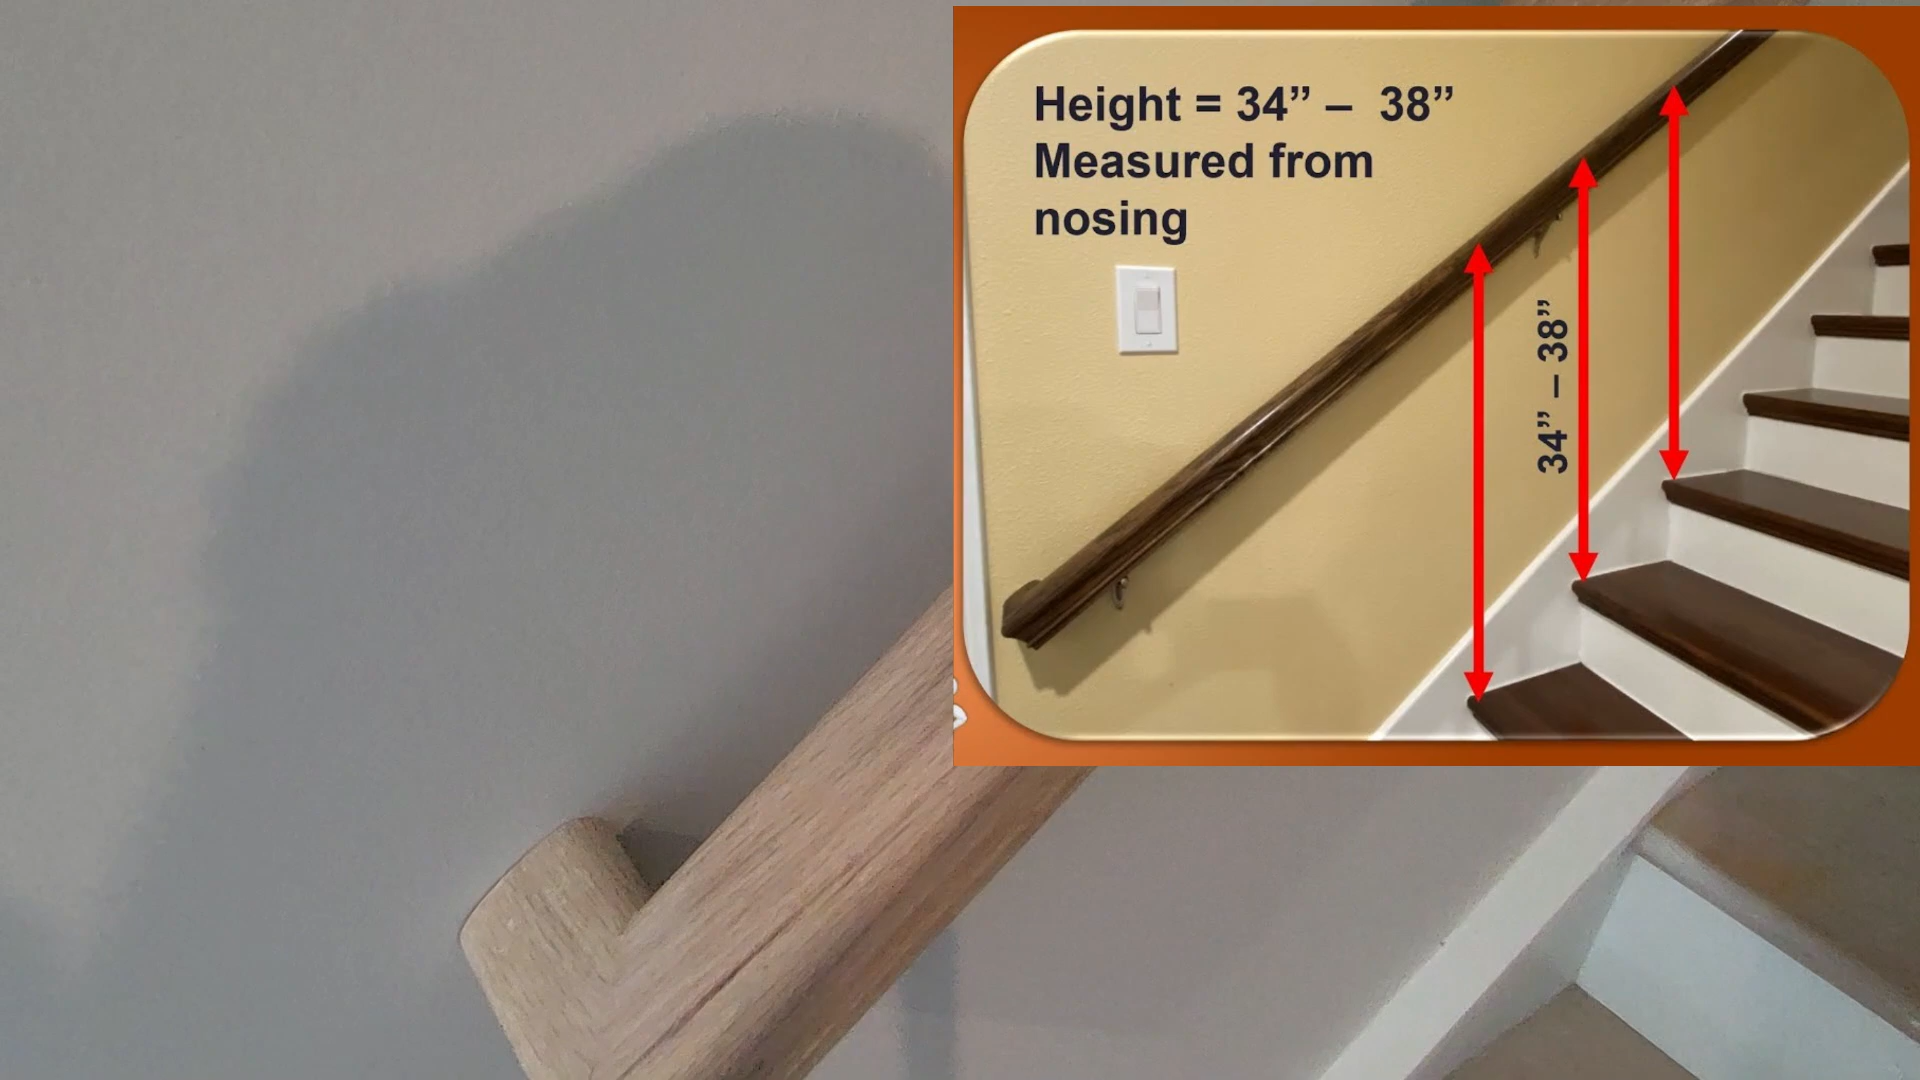 Height = 34” – 38”
Measured from
nosing
34” – 38”